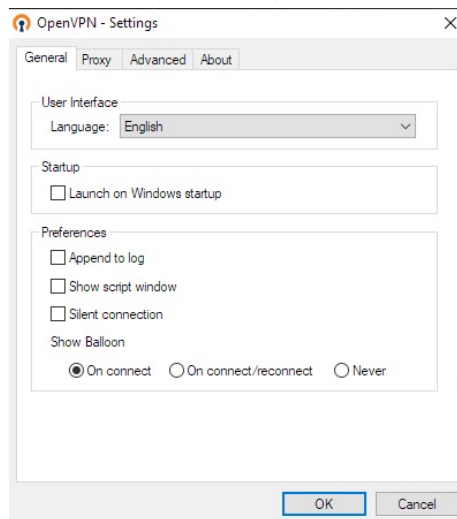 OpenVPN - Settings
General Proxy Advanced About
User Interface
Language: English
Startup
Launch on Windows startup
Preferences
Append to log
Show script window
Silent connection
Show Balloon
On connect On connect/reconnect Never
OK Cancel